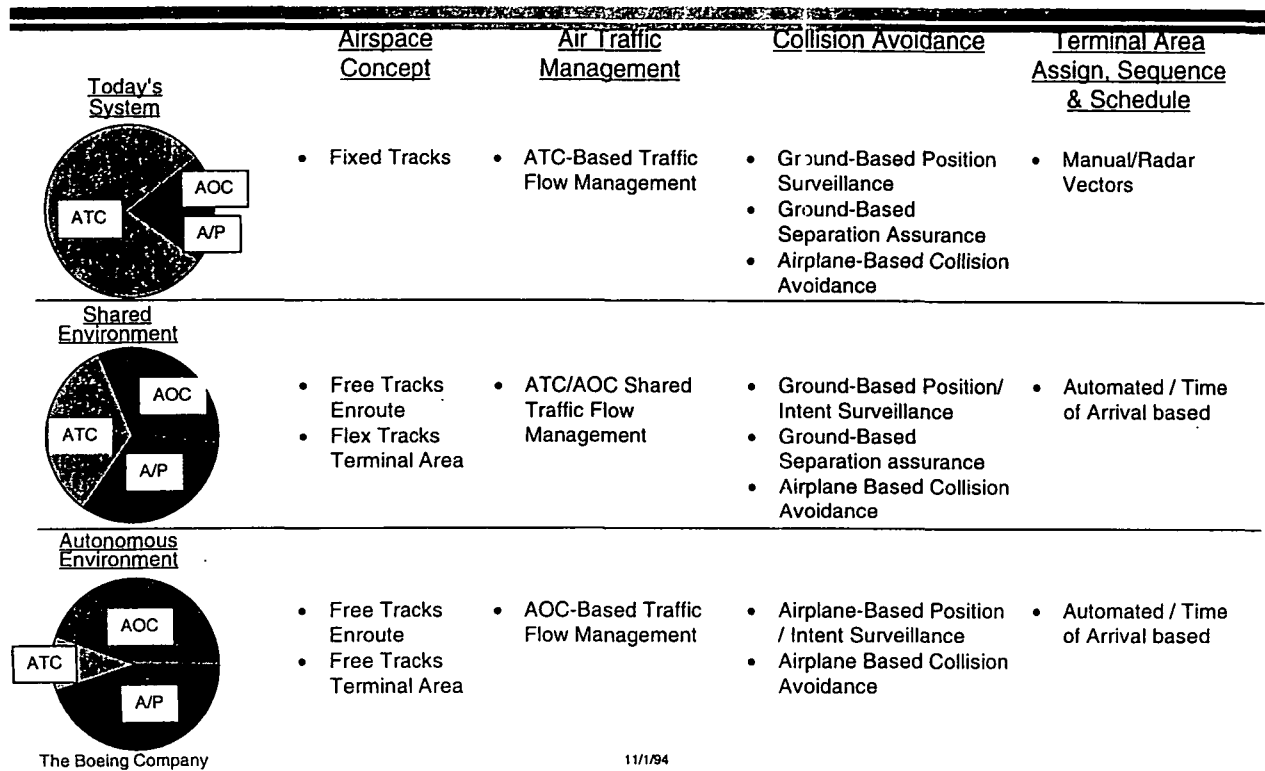 Airspace
Concept
Air Traffic
Management
Collision Avoidance
Terminal Area
Assign, Sequence
& Schedule
Today's
System
ATC
AOC
A/P
• Fixed Tracks
• ATC-Based Traffic
Flow Management
• Ground-Based Position
Surveillance
• Ground-Based
Separation Assurance
• Airplane-Based Collision
Avoidance
• Manual/Radar
Vectors
Shared
Environment
AOC
ATC
A/P
• Free Tracks
Enroute
• Flex Tracks
Terminal Area
• ATC/AOC Shared
Traffic Flow
Management
• Ground-Based Position/
Intent Surveillance
• Ground-Based
Separation assurance
• Airplane Based Collision
Avoidance
• Automated / Time
of Arrival based
Autonomous
Environment
AOC
ATC
A/P
• Free Tracks
Enroute
• Free Tracks
Terminal Area
• AOC-Based Traffic
Flow Management
• Airplane-Based Position
/ Intent Surveillance
• Airplane Based Collision
Avoidance
• Automated / Time
of Arrival based
The Boeing Company
11/1/94